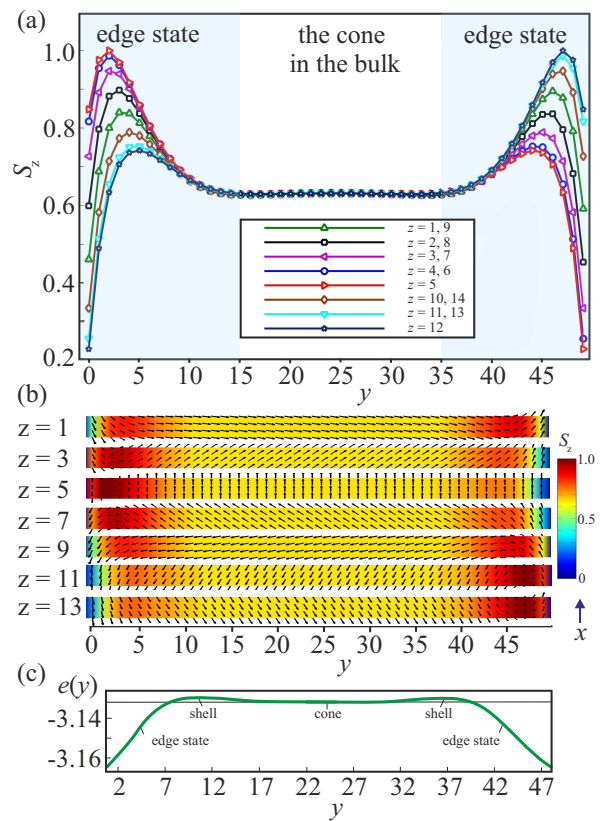 (a)
edge state
the cone
in the bulk
edge state
S_z
1.0
0.8
0.6
0.4
0.2
z = 1, 9
z = 2, 8
z = 3, 7
z = 4, 6
z = 5
z = 10, 14
z = 11, 13
z = 12
0 5 10 15 20 25 30 35 40 45
y
(b)
z = 1
z = 3
z = 5
z = 7
z = 9
z = 11
z = 13
S_z
1.0
0.5
0
x
0 5 10 15 20 25 30 35 40 45
y
(c)
e(y)
-3.14
-3.16
shell
cone
shell
edge state
edge state
2 7 12 17 22 27 32 37 42 47
y